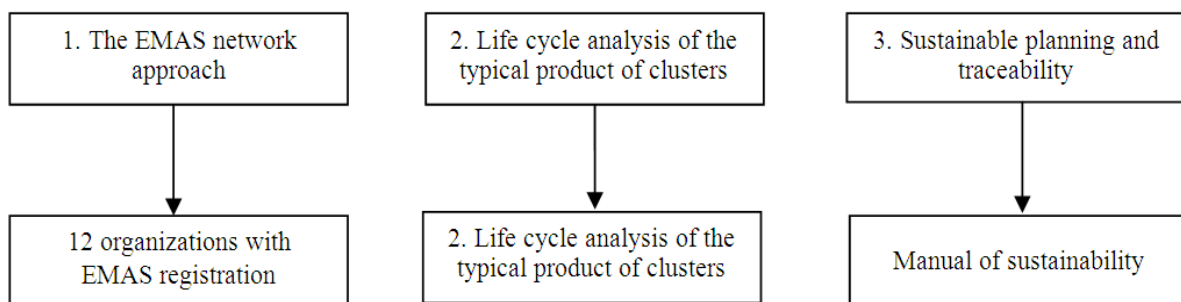 1. The EMAS network
approach
2. Life cycle analysis of the
typical product of clusters
3. Sustainable planning and
traceability
12 organizations with
EMAS registration
2. Life cycle analysis of the
typical product of clusters
Manual of sustainability